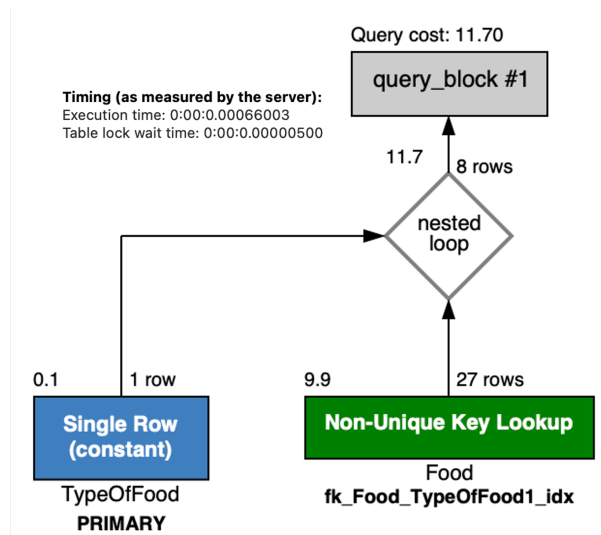 Query cost: 11.70
query_block #1
Timing (as measured by the server):
Execution time: 0:00:0.00066003
Table lock wait time: 0:00:0.00000500
11.7
8 rows
nested
loop
0.1
1 row
9.9
27 rows
Single Row
(constant)
Non-Unique Key Lookup
TypeOfFood
PRIMARY
Food
fk_Food_TypeOfFood1_idx